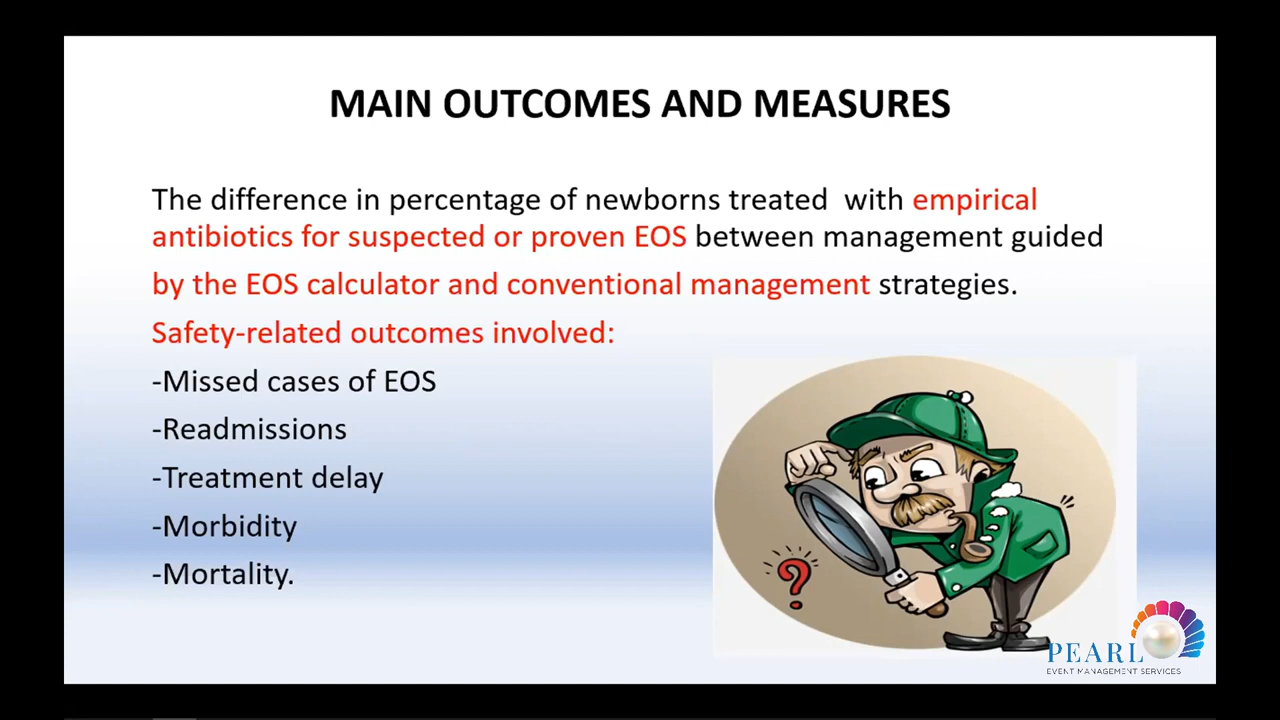 MAIN OUTCOMES AND MEASURES
The difference in percentage of newborns treated  with empirical
antibiotics for suspected or proven EOS between management guided
by the EOS calculator and conventional management strategies.
Safety-related outcomes involved:
-Missed cases of EOS
-Readmissions
-Treatment delay
-Morbidity
-Mortality.
?
PEARL
EVENT MANAGEMENT SERVICES